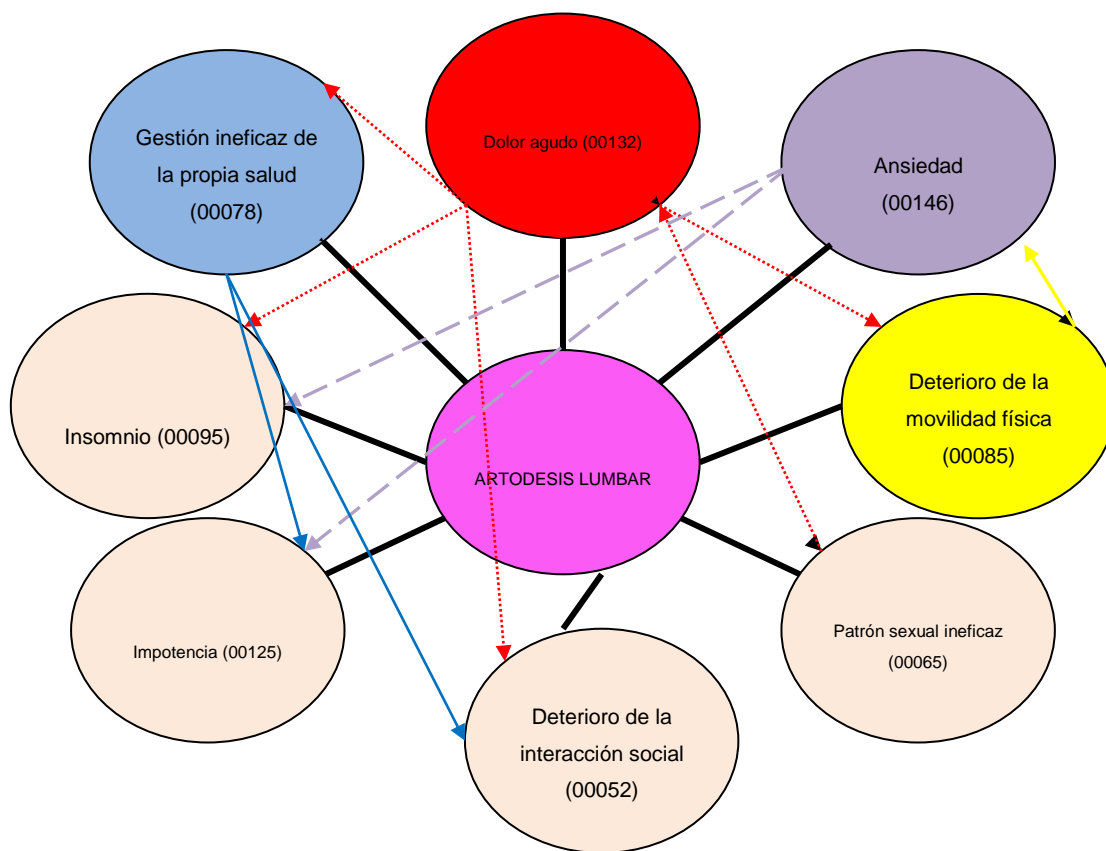 Dolor agudo (00132)
Gestión ineficaz de
la propia salud
(00078)
Ansiedad
(00146)
Insomnio (00095)
Deterioro de la
movilidad física
(00085)
ARTODESIS LUMBAR
Impotencia (00125)
Patrón sexual ineficaz
(00065)
Deterioro de la
interacción social
(00052)